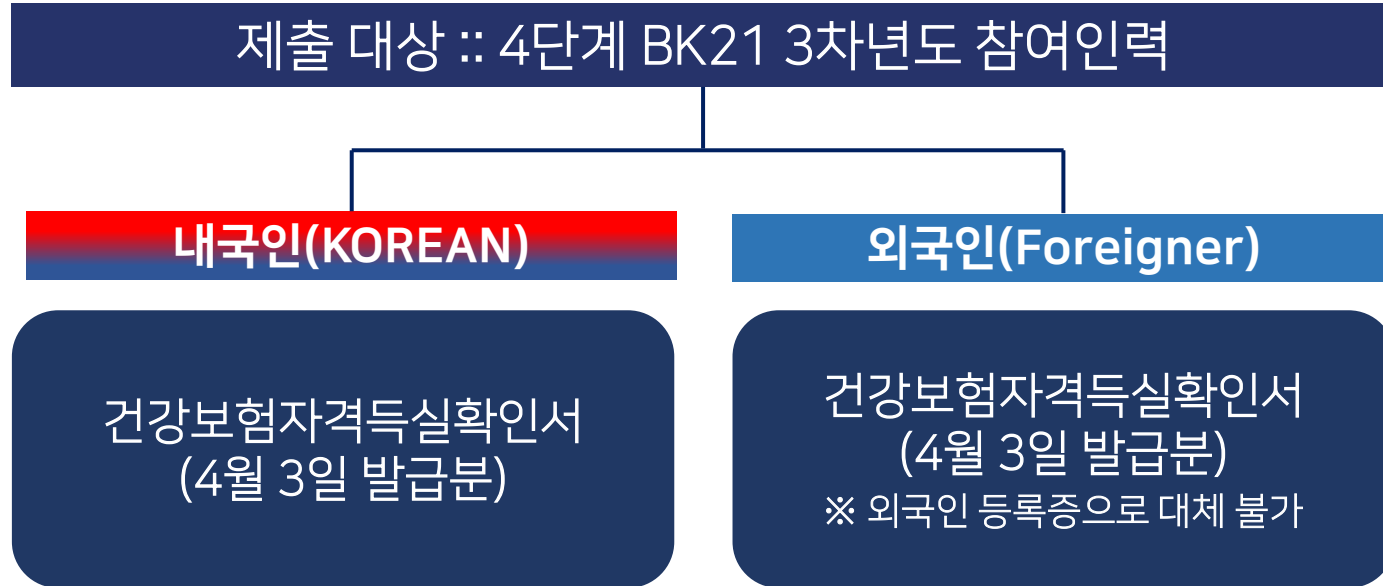 제출 대상 :: 4단계 BK21 3차년도 참여인력
내국인(KOREAN)
건강보험자격득실확인서
(4월 3일 발급분)
외국인(Foreigner)
건강보험자격득실확인서
(4월 3일 발급분)
※ 외국인 등록증으로 대체 불가